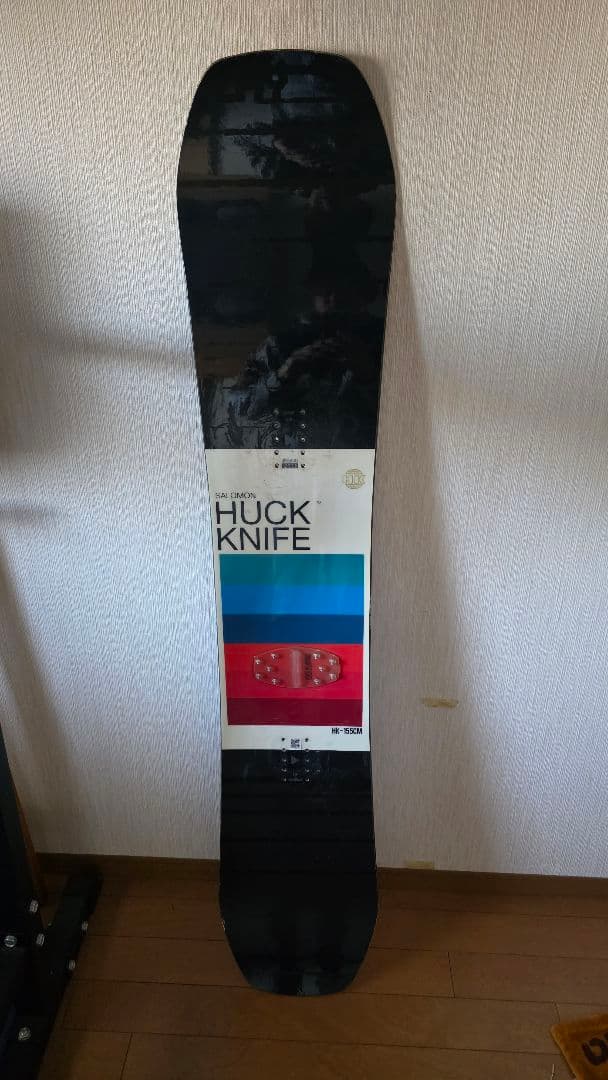 SALOMON
HUCK
KNIFE
HK-155CM